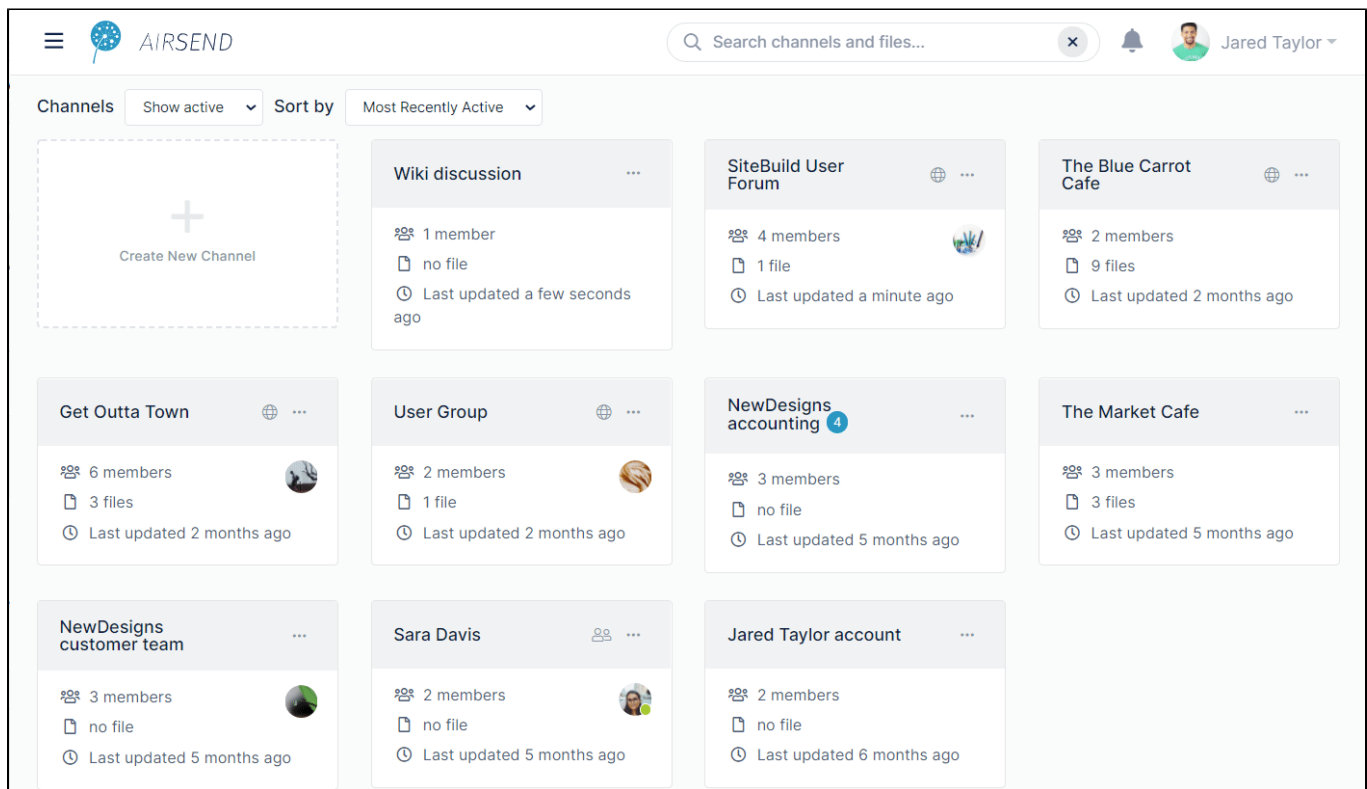 AIRSEND
Search channels and files...
Jared Taylor
Channels
Show active
Sort by
Most Recently Active
Create New Channel
Wiki discussion
1 member
no file
Last updated a few seconds
ago
SiteBuild User
Forum
4 members
1 file
Last updated a minute ago
The Blue Carrot
Cafe
2 members
9 files
Last updated 2 months ago
Get Outta Town
6 members
3 files
Last updated 2 months ago
User Group
2 members
1 file
Last updated 2 months ago
NewDesigns
accounting 4
3 members
no file
Last updated 5 months ago
The Market Cafe
3 members
3 files
Last updated 5 months ago
NewDesigns
customer team
3 members
no file
Last updated 5 months ago
Sara Davis
2 members
no file
Last updated 5 months ago
Jared Taylor account
2 members
no file
Last updated 6 months ago